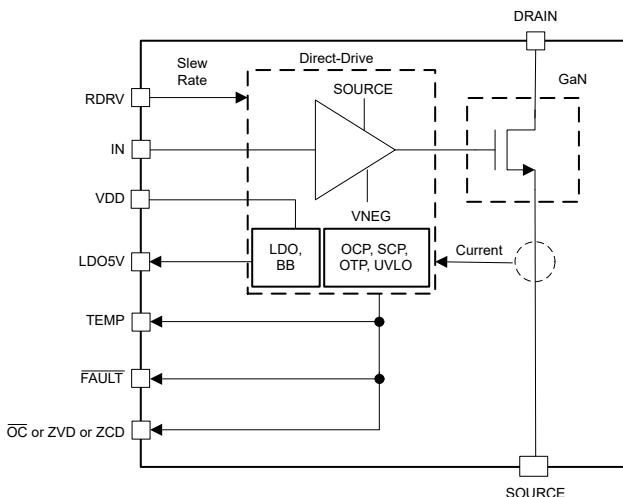 DRAIN
Direct-Drive
Slew
Rate
GaN
RDRV
SOURCE
IN
VDD
VNEG
LDO,
BB
OCP, SCP,
OTP, UVLO
Current
LDO5V
TEMP
FAULT
OC or ZVD or ZCD
SOURCE